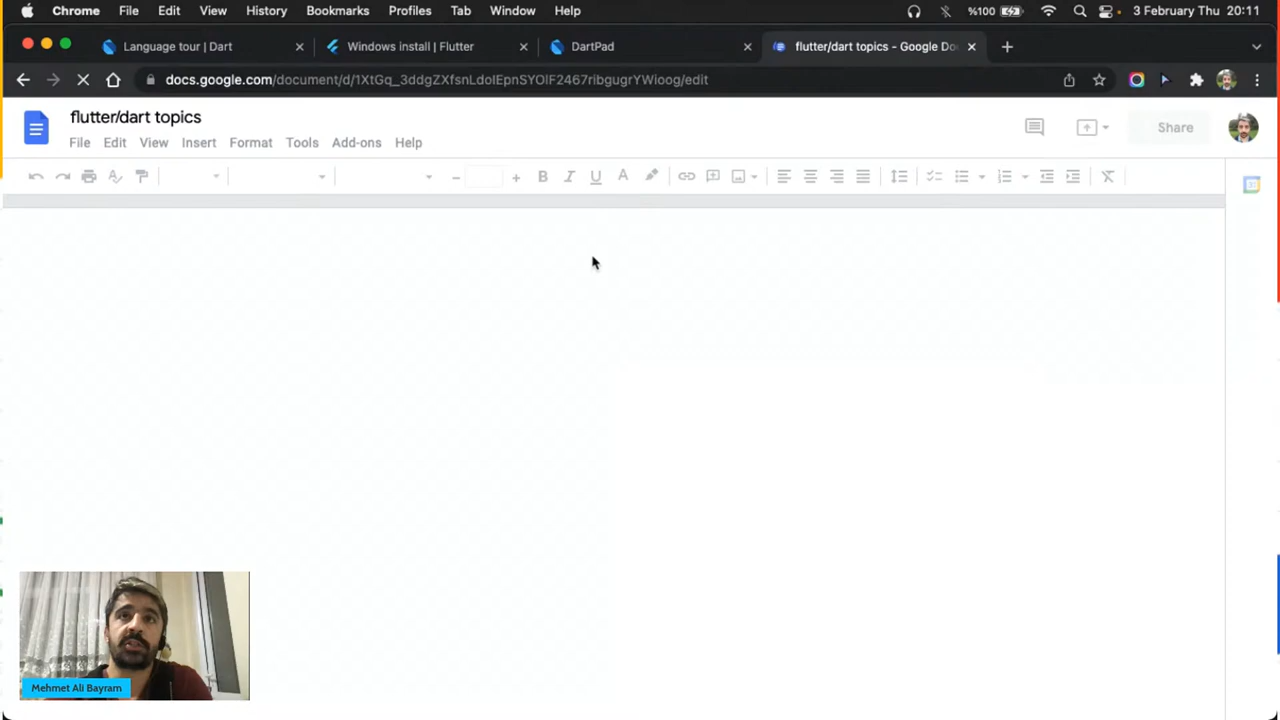 Chrome File Edit View History Bookmarks Profiles Tab Window Help %100 3 February Thu 20:11
Language tour | Dart Windows install | Flutter DartPad flutter/dart topics - Google Do
docs.google.com/document/d/1XtGq_3ddgZXfsnLdoIEpnSYOlF2467ribgugrYWioog/edit
flutter/dart topics
File Edit View Insert Format Tools Add-ons Help
Share
B I U A
Mehmet Ali Bayram